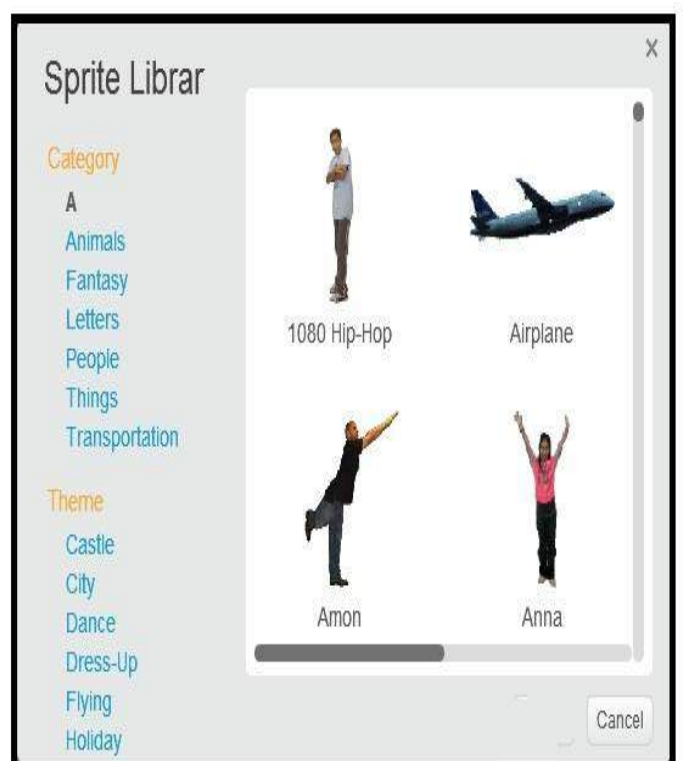 Sprite Librar
x
Category
A
Animals
Fantasy
Letters
People
Things
Transportation
Theme
Castle
City
Dance
Dress-Up
Flying
Holiday
1080 Hip-Hop
Airplane
Amon
Anna
Cancel